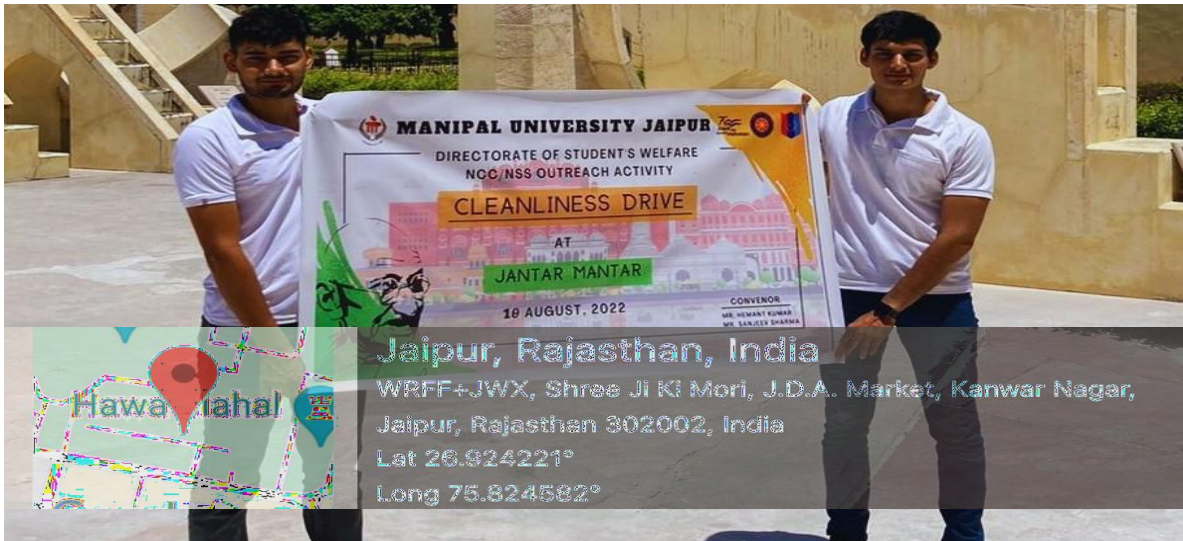 MANIPAL UNIVERSITY JAIPUR
DIRECTORATE OF STUDENT'S WELFARE
NCC/NSS OUTREACH ACTIVITY
CLEANLINESS DRIVE
AT
JANTAR MANTAR
10 AUGUST, 2022
CONVENOR
MR. HEMANT KUMAR
MR. SANJEEV SHARMA
Hawa Mahal
Jaipur, Rajasthan, India
WRFF+JWX, Shree Ji Ki Mori, J.D.A. Market, Kanwar Nagar,
Jaipur, Rajasthan 302002, India
Lat 26.924221°
Long 75.824582°